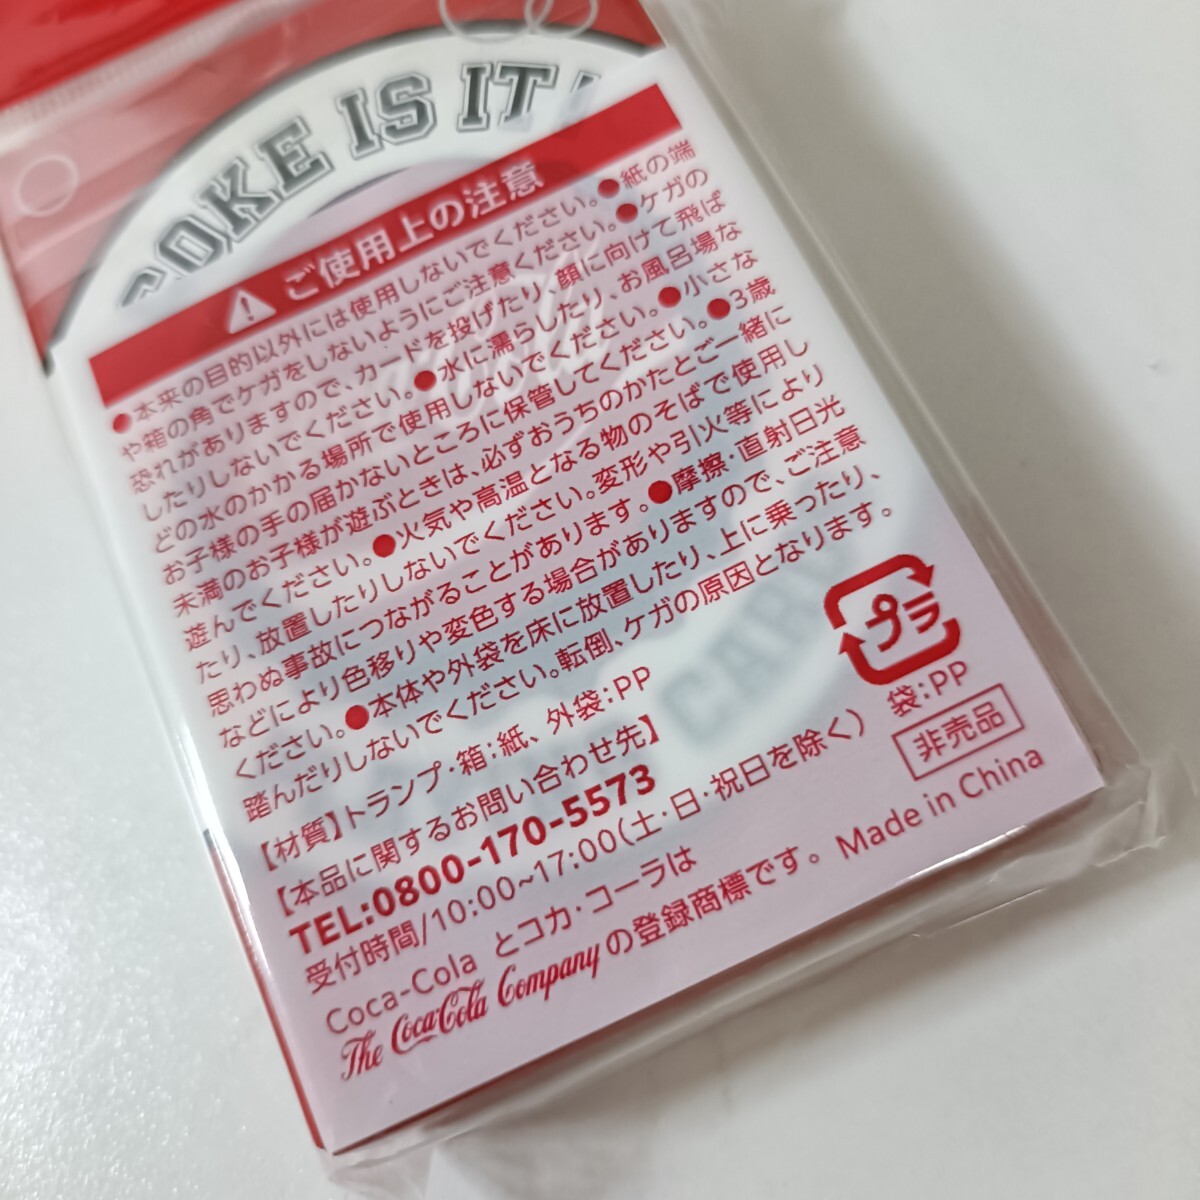 COKE IS IT!
ご使用上の注意
●本来の目的以外には使用しないでください。●紙の端
や箱の角でケガをしないようにご注意ください。●ケガの
恐れがありますので、カードを投げたり、顔に向けて飛ば
したりしないでください。●水に濡らしたり、お風呂場な
どの水のかかる場所で使用しないでください。●小さな
お子様の手の届かないところに保管してください。●3歳
未満のお子様が遊ぶときは、必ずおうちのかたとご一緒に
遊んでください。●火気や高温となる物のそばで使用し
たり、放置したりしないでください。変形や引火等により
思わぬ事故につながることがあります。●摩擦・直射日光
などにより色移りや変色する場合がありますので、ご注意
ください。●本体や外袋を床に放置したり、上に乗ったり、
踏んだりしないでください。転倒、ケガの原因となります。
【材質】トランプ・箱:紙、外袋:PP
【本品に関するお問い合わせ先】
TEL:0800-170-5573
受付時間/10:00~17:00(土・日・祝日を除く)
Coca-Cola とコカ・コーラは
The Coca-Cola Company の登録商標です。 Made in China
プラ
袋:PP
非売品
CARD